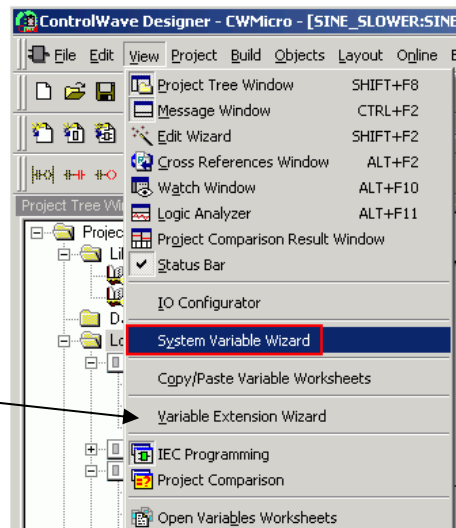 ControlWave Designer - CWMicro - [SINE_SLOWER:SINE
File Edit View Project Build Objects Layout Online
Project Tree Window SHIFT+F8
Message Window CTRL+F2
Edit Wizard SHIFT+F2
Cross References Window ALT+F2
Watch Window ALT+F10
Logic Analyzer ALT+F11
Project Comparison Result Window
Status Bar
IO Configurator
System Variable Wizard
Copy/Paste Variable Worksheets
Variable Extension Wizard
IEC Programming
Project Comparison
Open Variables Worksheets
Project Tree Wi
Projec
Li
D
Lo